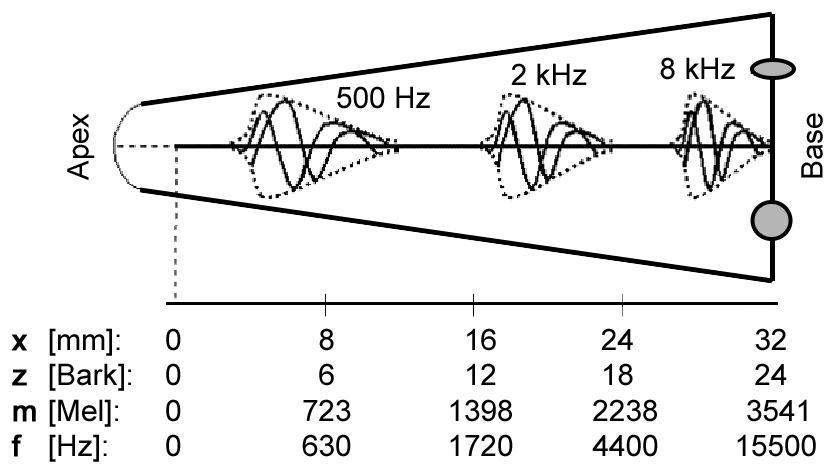 500 Hz
2 kHz
8 kHz
Apex
Base
x [mm]: 0 8 16 24 32
z [Bark]: 0 6 12 18 24
m [Mel]: 0 723 1398 2238 3541
f [Hz]: 0 630 1720 4400 15500